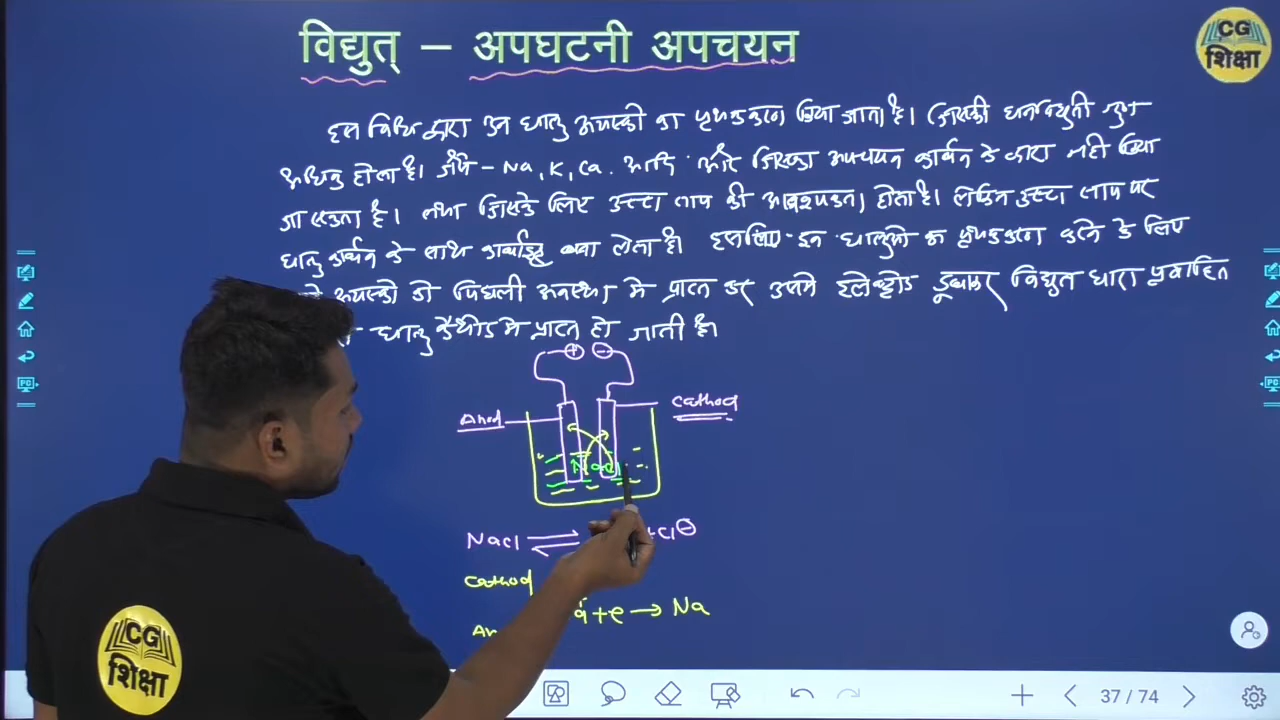 विद्युत् – अपघटनी अपचयन
CG
शिक्षा
इस विधि द्वारा उन धातु अयस्को का पृथक्करण किया जाता है। जिसकी धनविद्युती गुण
अधिक होता है। जैसे – Na, K, Ca. आदि और जिसका अपचयन कार्बन के द्वारा नही किया
जा सकता है। तथा जिसके लिए उच्च ताप की आवश्यकता होता है। लेकिन उच्च ताप पर
धातु कार्बन के साथ कार्बाइड बना लेता है। इसलिए इन धातुओ का पृथक्करण करने के लिए
अयस्को को पिघली अवस्था मे प्राप्त कर उसमे इलेक्ट्रोड डूबाकर विद्युत धारा प्रवाहित
धातु कैथोड मे प्राप्त हो जाती है।
+ −
Anod
Cathod
NaCl
NaCl ⇌ +Cl⊖
Cathod
+e → Na
An
CG
शिक्षा
37 / 74